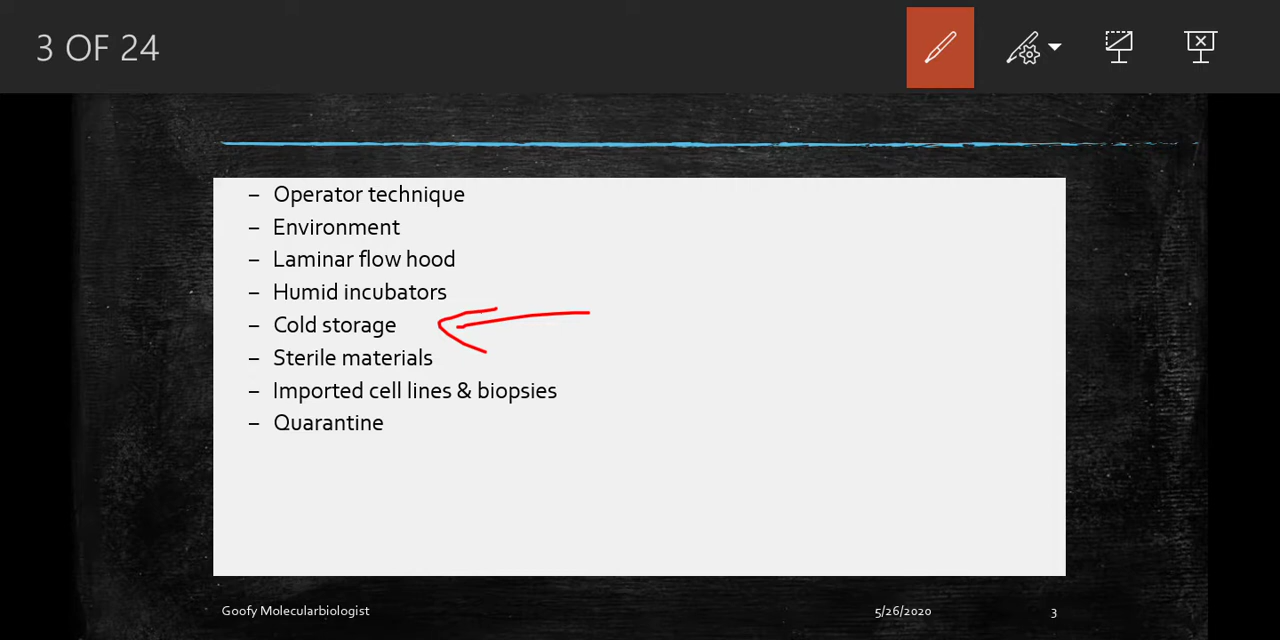 3 OF 24
– Operator technique
– Environment
– Laminar flow hood
– Humid incubators
– Cold storage
– Sterile materials
– Imported cell lines & biopsies
– Quarantine
Goofy Molecularbiologist 5/26/2020 3